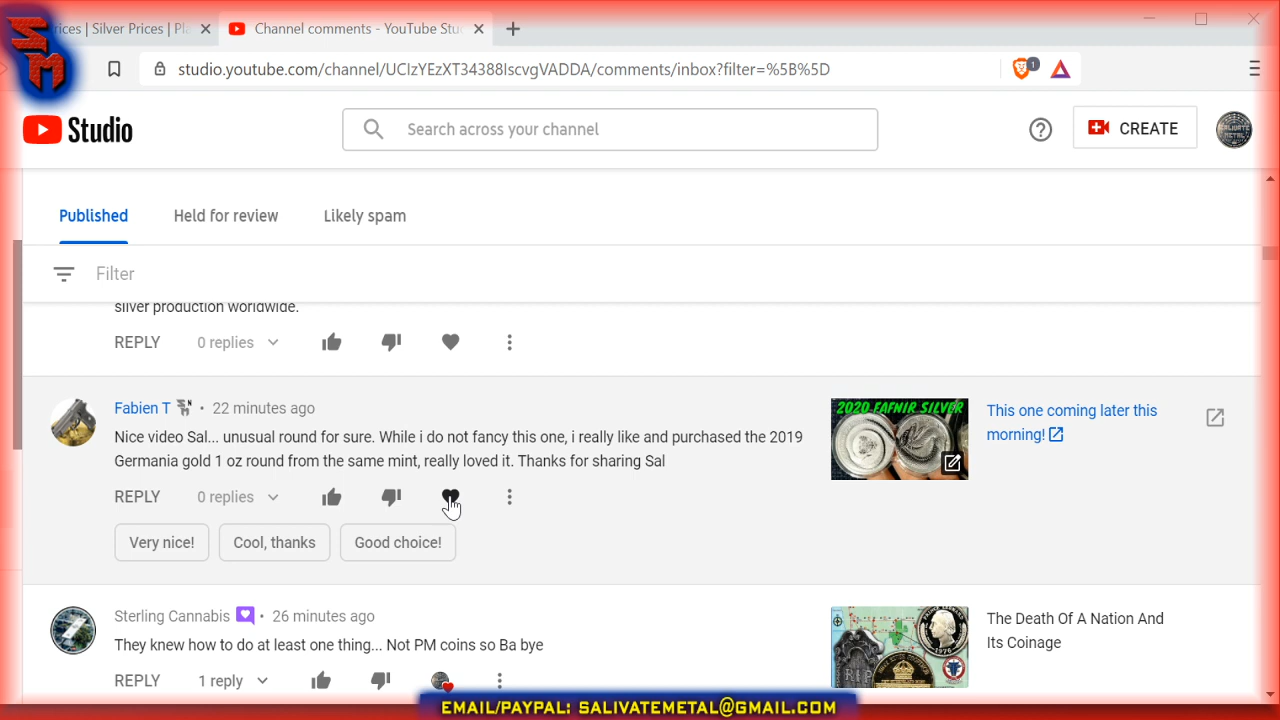 rices | Silver Prices | Pla
Channel comments - YouTube Stu
studio.youtube.com/channel/UCIzYEzXT34388IscvgVADDA/comments/inbox?filter=%5B%5D
1
SM
Studio
Search across your channel
CREATE
Published
Held for review
Likely spam
Filter
silver production worldwide.
REPLY
0 replies
Fabien T • 22 minutes ago
Nice video Sal... unusual round for sure. While i do not fancy this one, i really like and purchased the 2019
Germania gold 1 oz round from the same mint, really loved it. Thanks for sharing Sal
2020 FAFNIR SILVER
This one coming later this
morning!
REPLY
0 replies
Very nice!
Cool, thanks
Good choice!
Sterling Cannabis • 26 minutes ago
They knew how to do at least one thing... Not PM coins so Ba bye
The Death Of A Nation And
Its Coinage
REPLY
1 reply
EMAIL/PAYPAL: SALIVATEMETAL@GMAIL.COM